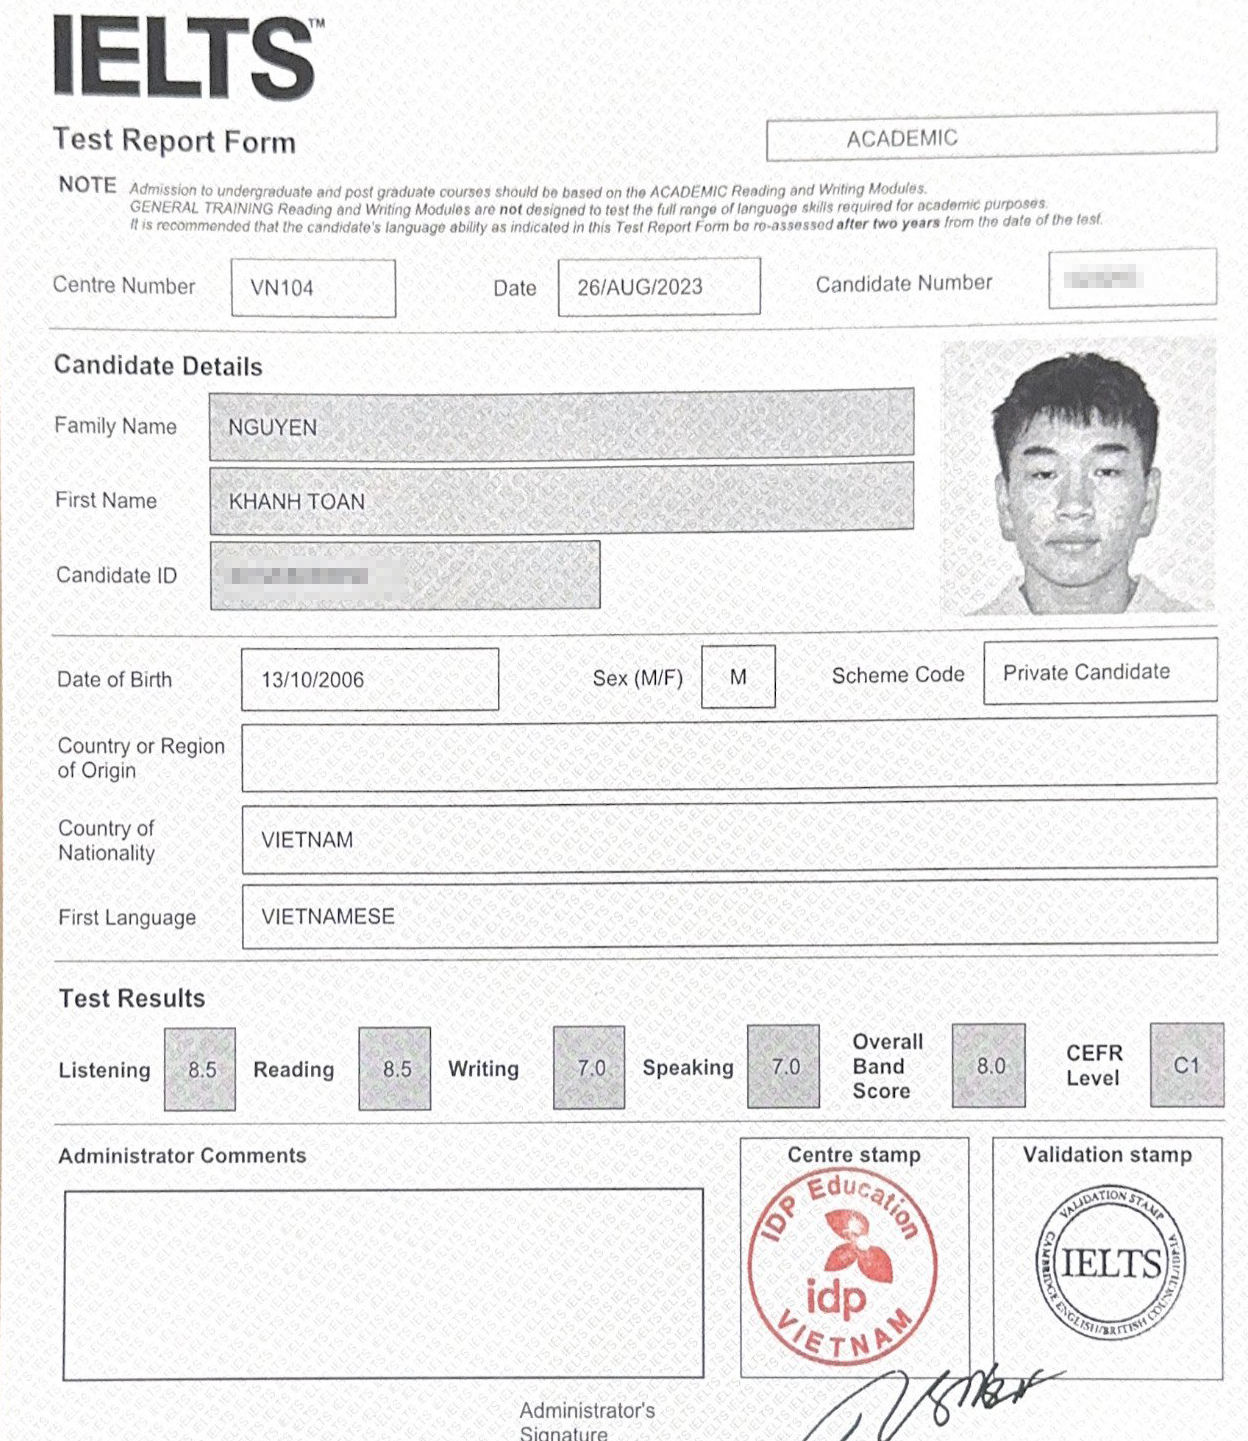 IELTS™
Test Report Form
ACADEMIC
NOTE Admission to undergraduate and post graduate courses should be based on the ACADEMIC Reading and Writing Modules.
GENERAL TRAINING Reading and Writing Modules are not designed to test the full range of language skills required for academic purposes.
It is recommended that the candidate's language ability as indicated in this Test Report Form be re-assessed after two years from the date of the test.
Centre Number VN104 Date 26/AUG/2023 Candidate Number
Candidate Details
Family Name NGUYEN
First Name KHANH TOAN
Candidate ID
Date of Birth 13/10/2006 Sex (M/F) M Scheme Code Private Candidate
Country or Region
of Origin
Country of
Nationality
VIETNAM
First Language VIETNAMESE
Test Results
Listening 8.5 Reading 8.5 Writing 7.0 Speaking 7.0
Overall
Band
Score
8.0
CEFR
Level
C1
Administrator Comments
Centre stamp
IDP Education
idp
VIETNAM
Validation stamp
VALIDATION STAMP
IELTS
CAMBRIDGE ENGLISH/BRITISH COUNCIL/IDP:IA
Administrator's
Signature